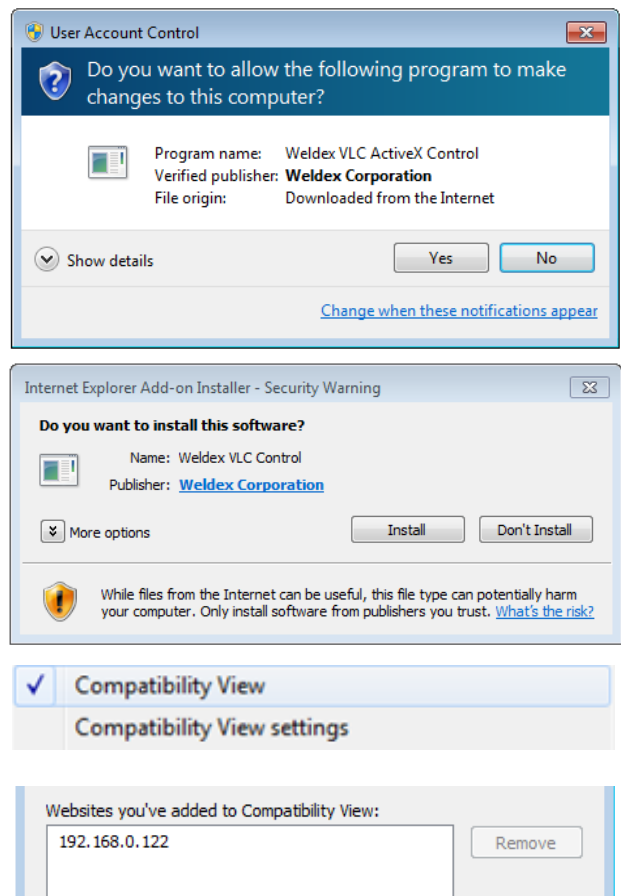 User Account Control
Do you want to allow the following program to make
changes to this computer?
Program name: Weldex VLC ActiveX Control
Verified publisher: Weldex Corporation
File origin: Downloaded from the Internet
Show details
Yes
No
Change when these notifications appear
Internet Explorer Add-on Installer - Security Warning
Do you want to install this software?
Name: Weldex VLC Control
Publisher: Weldex Corporation
More options
Install
Don't Install
While files from the Internet can be useful, this file type can potentially harm
your computer. Only install software from publishers you trust. What's the risk?
Compatibility View
Compatibility View settings
Websites you've added to Compatibility View:
192.168.0.122
Remove